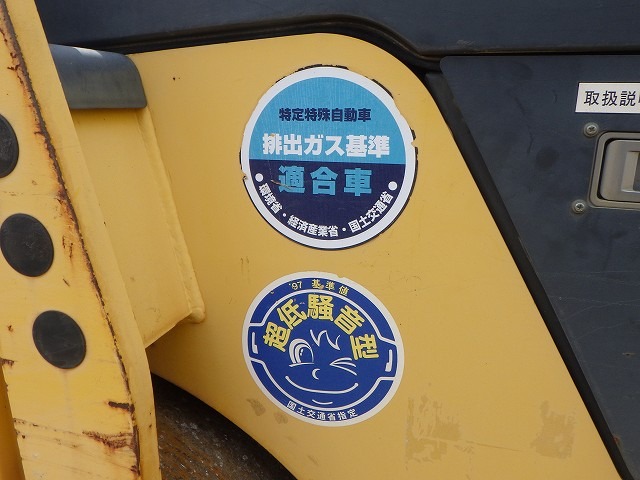 特定特殊自動車
排出ガス基準
適合車
・環境省・経済産業省・国土交通省・
'97 基準値
超低騒音型
国土交通省指定
取扱説明